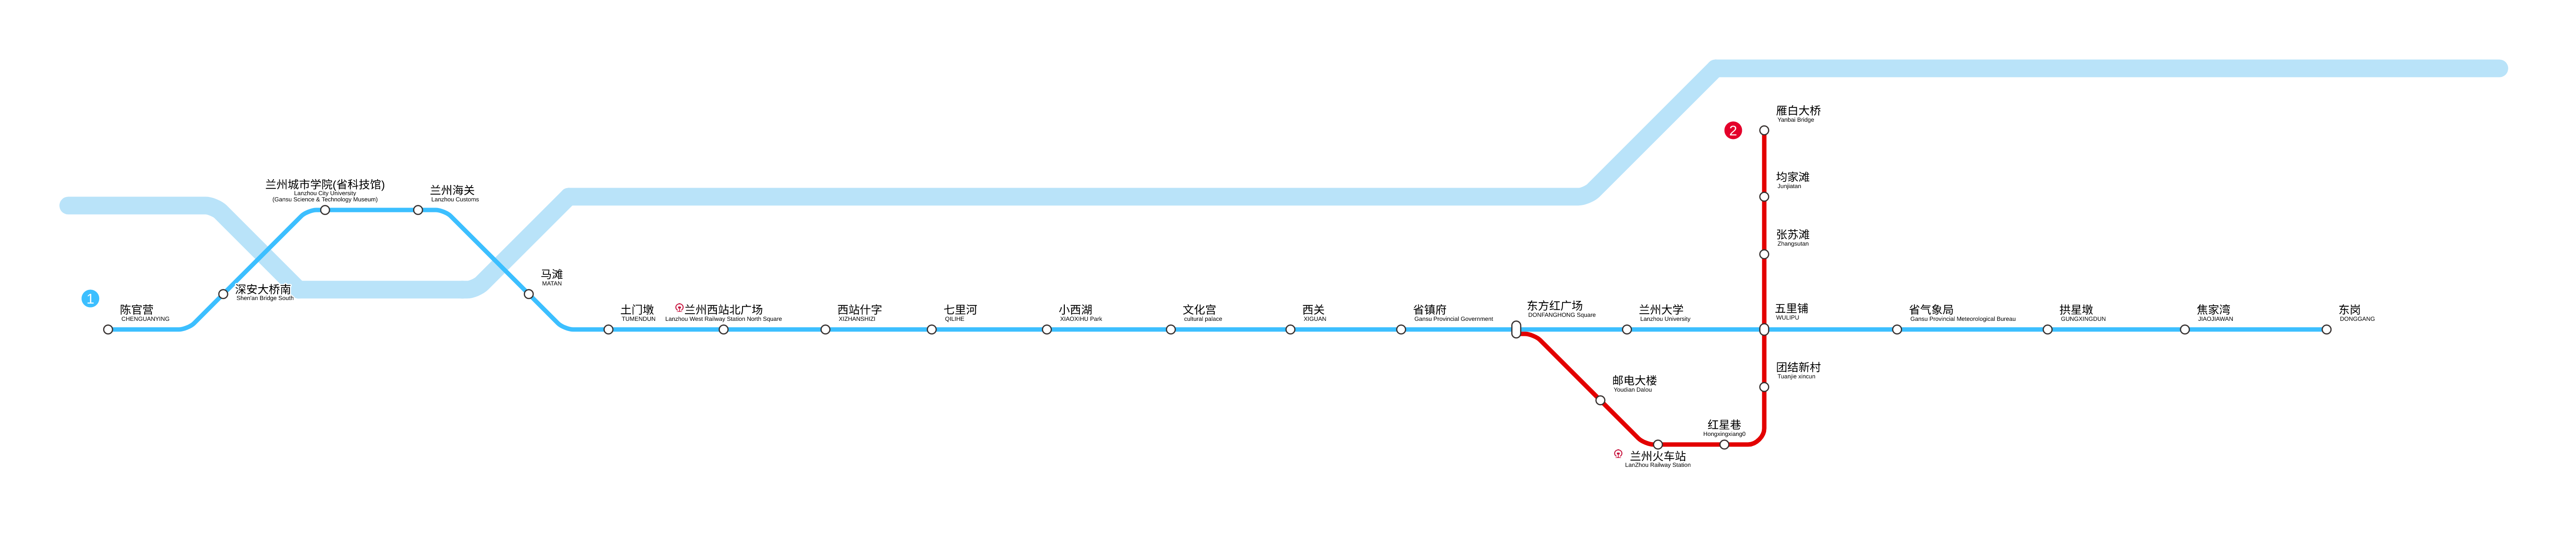 2
雁白大桥
Yanbai Bridge
均家滩
Junjiatan
张苏滩
Zhangsutan
兰州城市学院(省科技馆)
Lanzhou City University
(Gansu Science & Technology Museum)
兰州海关
Lanzhou Customs
马滩
MATAN
深安大桥南
Shen'an Bridge South
1
陈官营
CHENGUANYING
土门墩
TUMENDUN
兰州西站北广场
Lanzhou West Railway Station North Square
西站什字
XIZHANSHIZI
七里河
QILIHE
小西湖
XIAOXIHU Park
文化宫
cultural palace
西关
XIGUAN
省镇府
Gansu Provincial Government
东方红广场
DONFANGHONG Square
兰州大学
Lanzhou University
五里铺
WULIPU
省气象局
Gansu Provincial Meteorological Bureau
拱星墩
GUNGXINGDUN
焦家湾
JIAOJIAWAN
东岗
DONGGANG
团结新村
Tuanjie xincun
邮电大楼
Youdian Dalou
红星巷
Hongxingxiang0
兰州火车站
LanZhou Railway Station